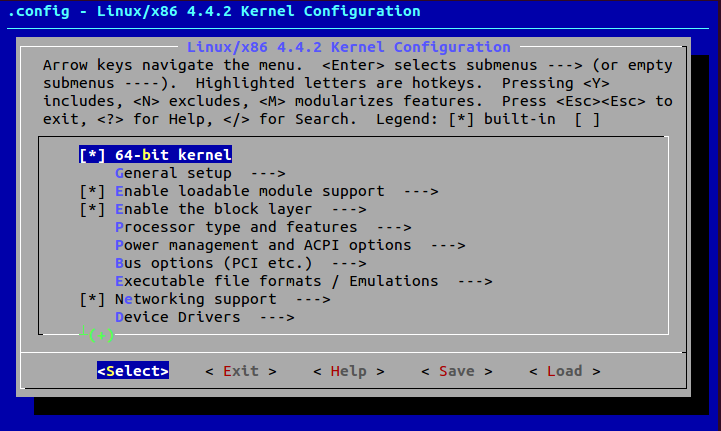 .config - Linux/x86 4.4.2 Kernel Configuration
Linux/x86 4.4.2 Kernel Configuration
Arrow keys navigate the menu.  <Enter> selects submenus ---> (or empty
submenus ----).  Highlighted letters are hotkeys.  Pressing <Y>
includes, <N> excludes, <M> modularizes features.  Press <Esc><Esc> to
exit, <?> for Help, </> for Search.  Legend: [*] built-in  [ ]
[*] 64-bit kernel
General setup  --->
[*] Enable loadable module support  --->
[*] Enable the block layer  --->
Processor type and features  --->
Power management and ACPI options  --->
Bus options (PCI etc.)  --->
Executable file formats / Emulations  --->
[*] Networking support  --->
Device Drivers  --->
(+)
<Select>    < Exit >    < Help >    < Save >    < Load >